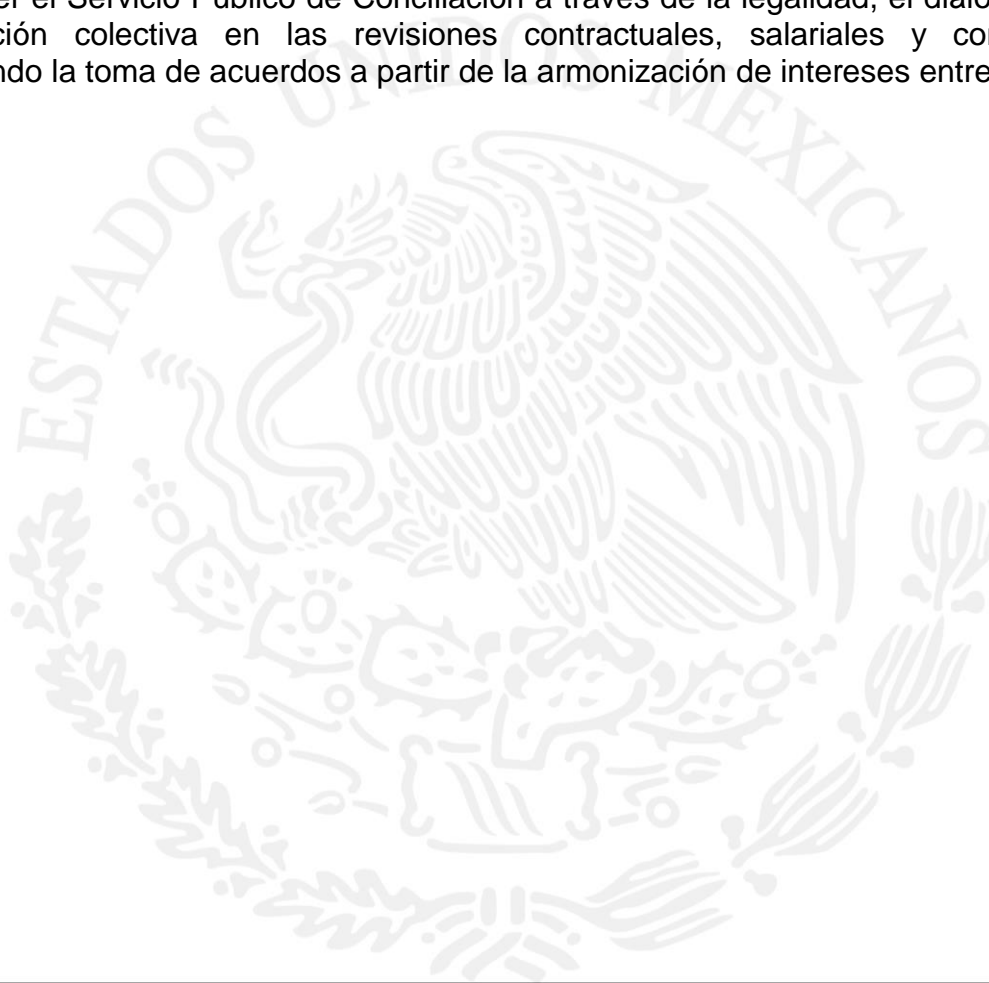 er el Servicio Público de Conciliación a través de la legalidad, el
ción colectiva en las revisiones contractuales, salariales y
ndo la toma de acuerdos a partir de la armonización de intereses entre
ESTADOS UNIDOS MEXICANOS